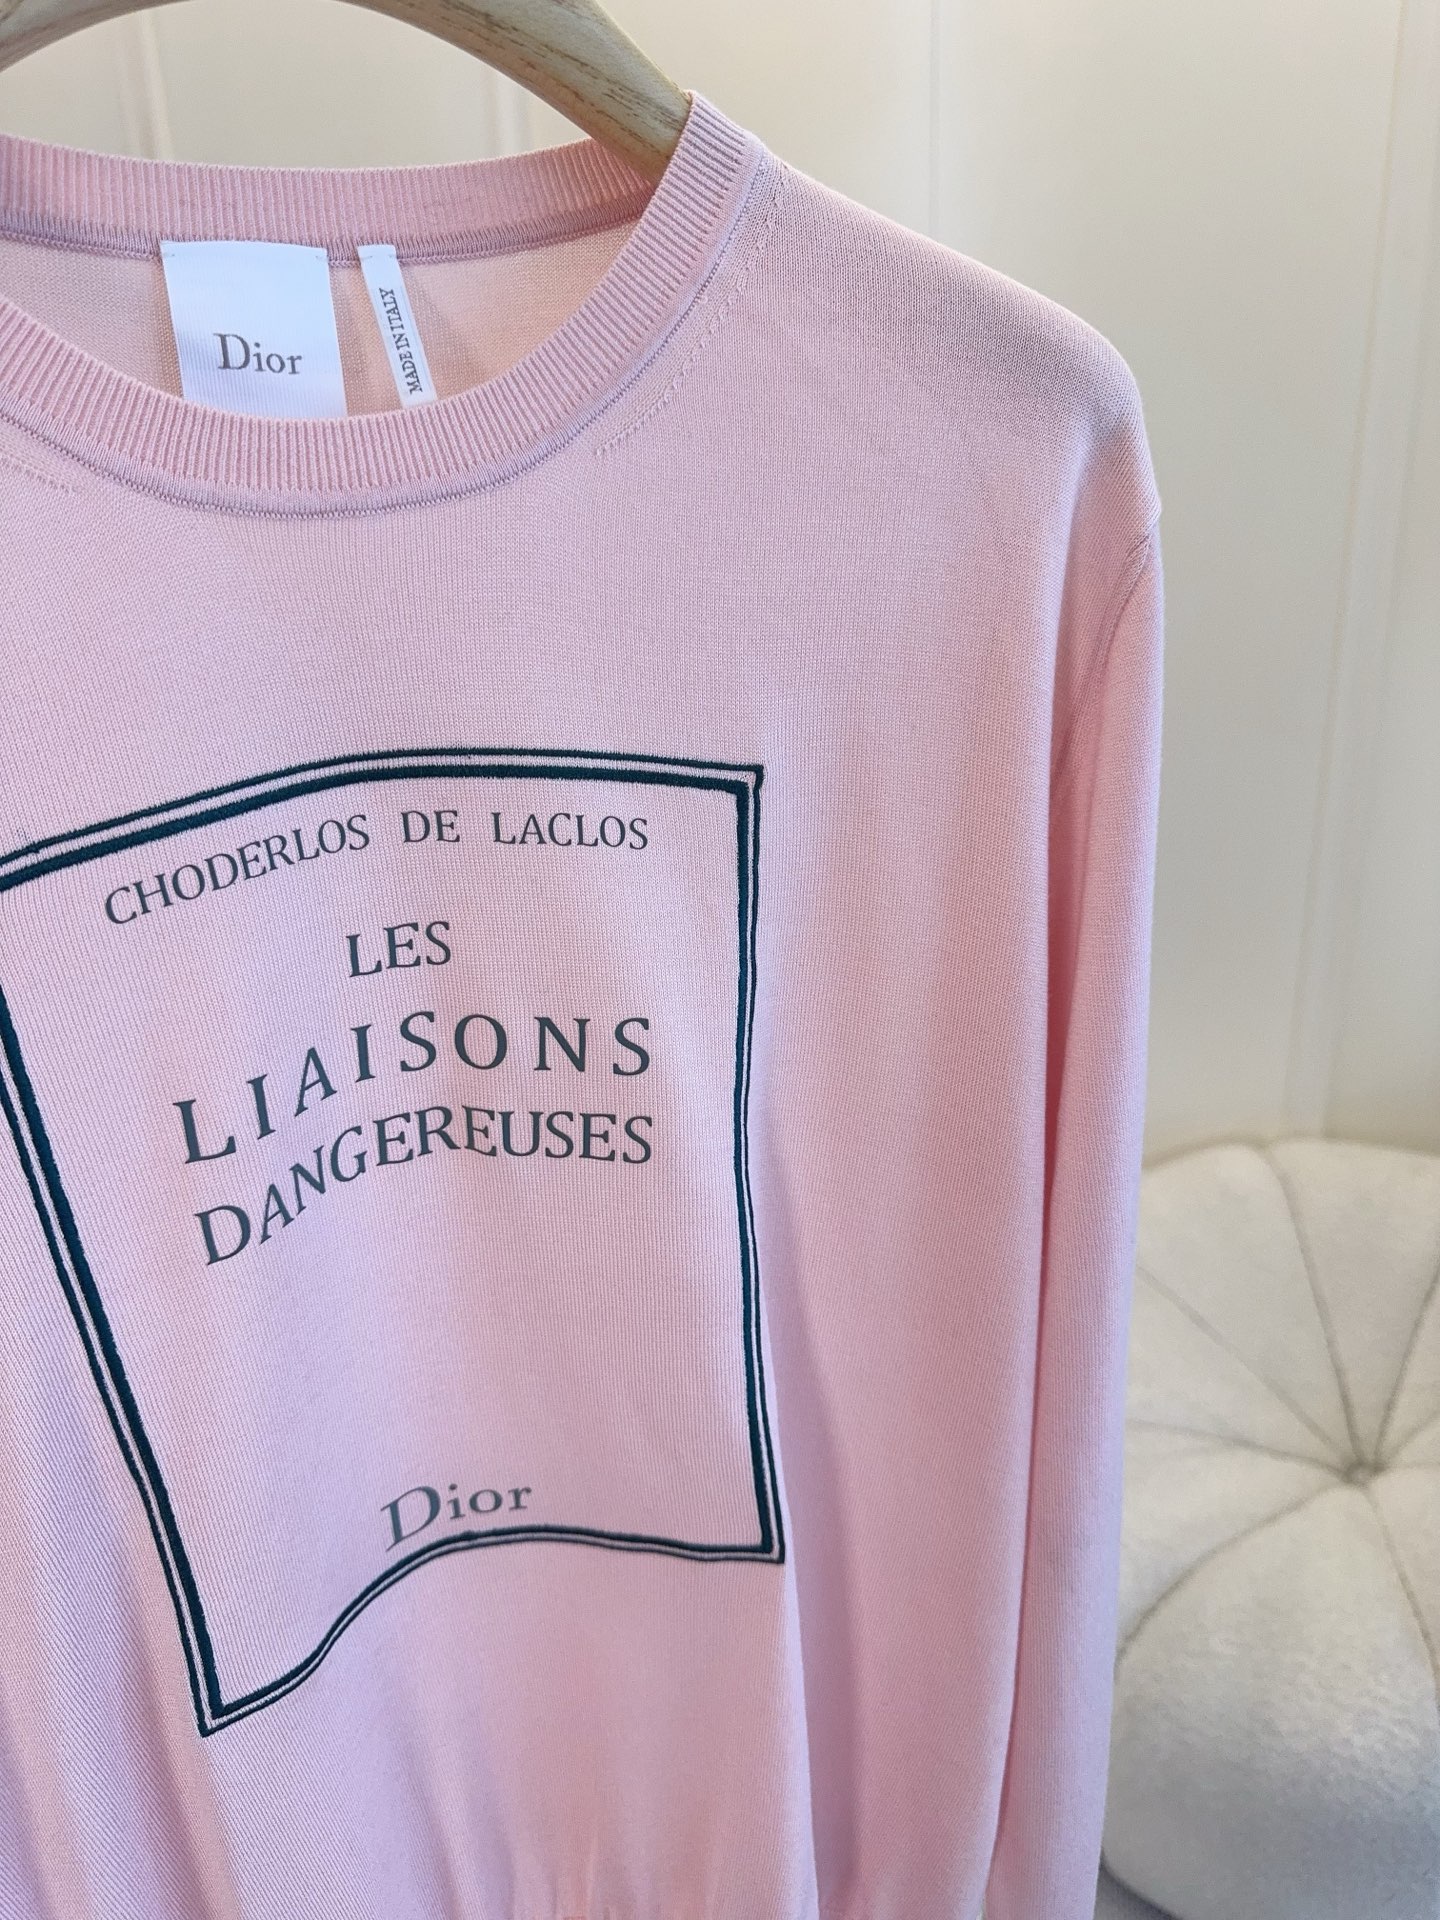 Dior
MADE IN ITALY
CHODERLOS DE LACLOS
LES
LIAISONS
DANGEREUSES
Dior